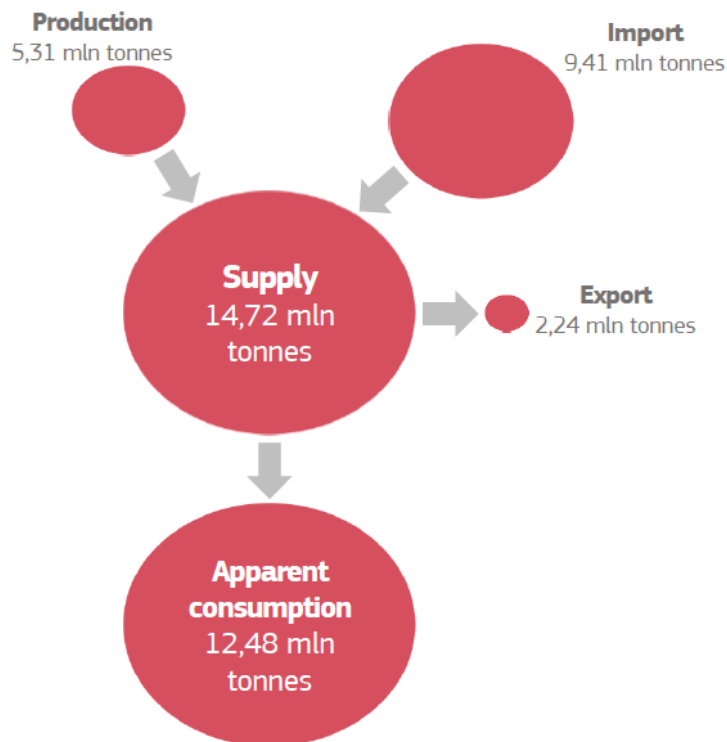 Production
5,31 mln tonnes
Import
9,41 mln tonnes
Supply
14,72 mln
tonnes
Export
2,24 mln tonnes
Apparent
consumption
12,48 mln
tonnes